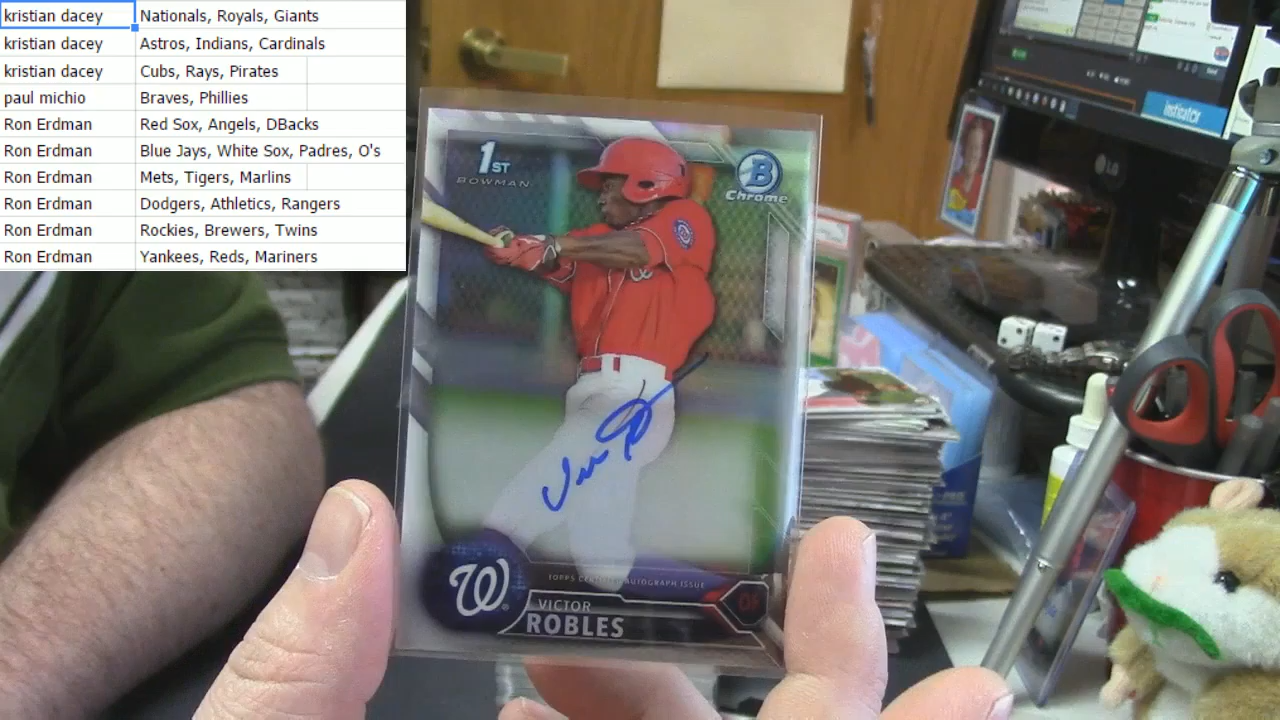 kristian dacey Nationals, Royals, Giants
kristian dacey Astros, Indians, Cardinals
kristian dacey Cubs, Rays, Pirates
paul michio Braves, Phillies
Ron Erdman Red Sox, Angels, DBacks
Ron Erdman Blue Jays, White Sox, Padres, O's
Ron Erdman Mets, Tigers, Marlins
Ron Erdman Dodgers, Athletics, Rangers
Ron Erdman Rockies, Brewers, Twins
Ron Erdman Yankees, Reds, Mariners
1ST
BOWMAN
B
Chrome
W
TOPPS CERTIFIED AUTOGRAPH ISSUE
W
VICTOR
ROBLES
LG